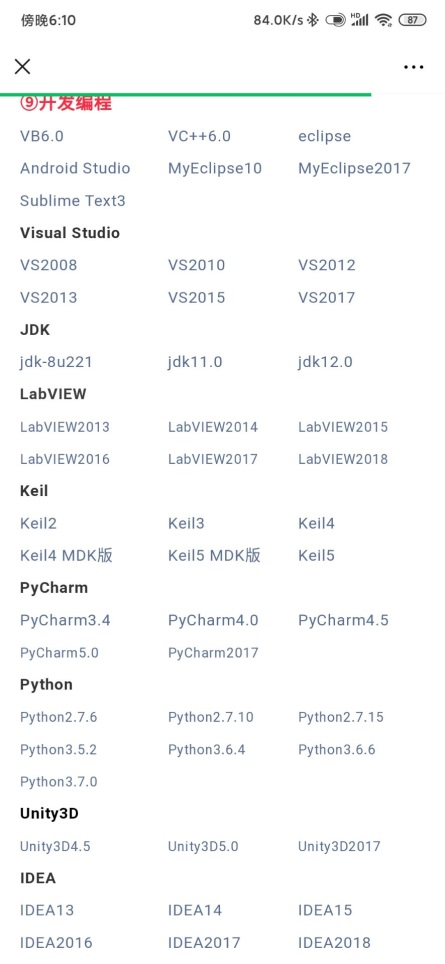 傍晚6:10 84.0K/s HD 87
⑨开发编程
VB6.0 VC++6.0 eclipse
Android Studio MyEclipse10 MyEclipse2017
Sublime Text3
Visual Studio
VS2008 VS2010 VS2012
VS2013 VS2015 VS2017
JDK
jdk-8u221 jdk11.0 jdk12.0
LabVIEW
LabVIEW2013 LabVIEW2014 LabVIEW2015
LabVIEW2016 LabVIEW2017 LabVIEW2018
Keil
Keil2 Keil3 Keil4
Keil4 MDK版 Keil5 MDK版 Keil5
PyCharm
PyCharm3.4 PyCharm4.0 PyCharm4.5
PyCharm5.0 PyCharm2017
Python
Python2.7.6 Python2.7.10 Python2.7.15
Python3.5.2 Python3.6.4 Python3.6.6
Python3.7.0
Unity3D
Unity3D4.5 Unity3D5.0 Unity3D2017
IDEA
IDEA13 IDEA14 IDEA15
IDEA2016 IDEA2017 IDEA2018